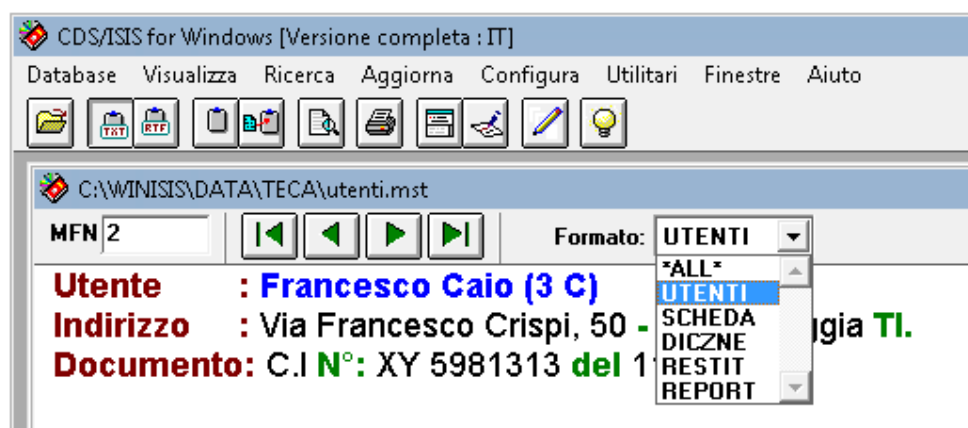 CDS/ISIS for Windows [Versione completa : IT]
Database Visualizza Ricerca Aggiorna Configura Utilitari Finestre Aiuto
TXT RTF
C:\WINISIS\DATA\TECA\utenti.mst
MFN 2 Formato: UTENTI
*ALL*
Utente : Francesco Caio (3 C) UTENTI
SCHEDA
Indirizzo : Via Francesco Crispi, 50 - ggia Tl.
DICZNE
Documento: C.I N°: XY 5981313 del 1 RESTIT
REPORT